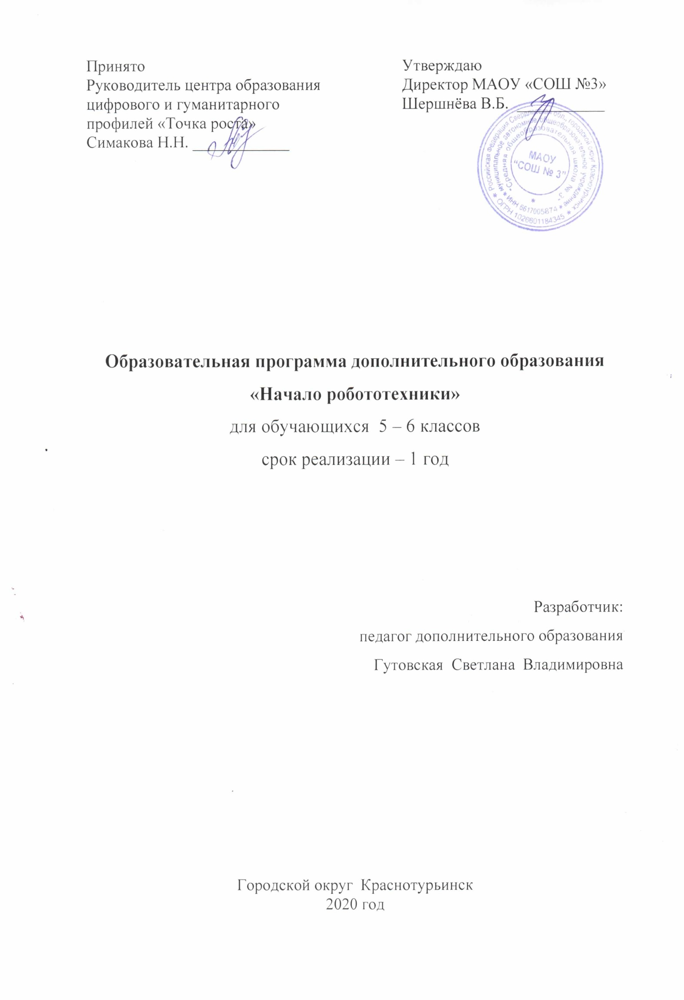 Принято
Руководитель центра образования
цифрового и гуманитарного
профилей «Точка роста»
Симакова Н.Н. ____________
Утверждаю
Директор МАОУ «СОШ №3»
Шершнёва В.Б. ___________
Российская Федерация Свердловская обл., городской округ Краснотурьинск
* ОГРН 1026601184345 *
муниципальное автономное общеобразовательное учреждение
* ИНН 6617005874 *
"Средняя общеобразовательная школа № 3"
*
МАОУ
"СОШ № 3"
Образовательная программа дополнительного образования
«Начало робототехники»
для обучающихся 5 – 6 классов
срок реализации – 1 год
Разработчик:
педагог дополнительного образования
Гутовская Светлана Владимировна
Городской округ Краснотурьинск
2020 год